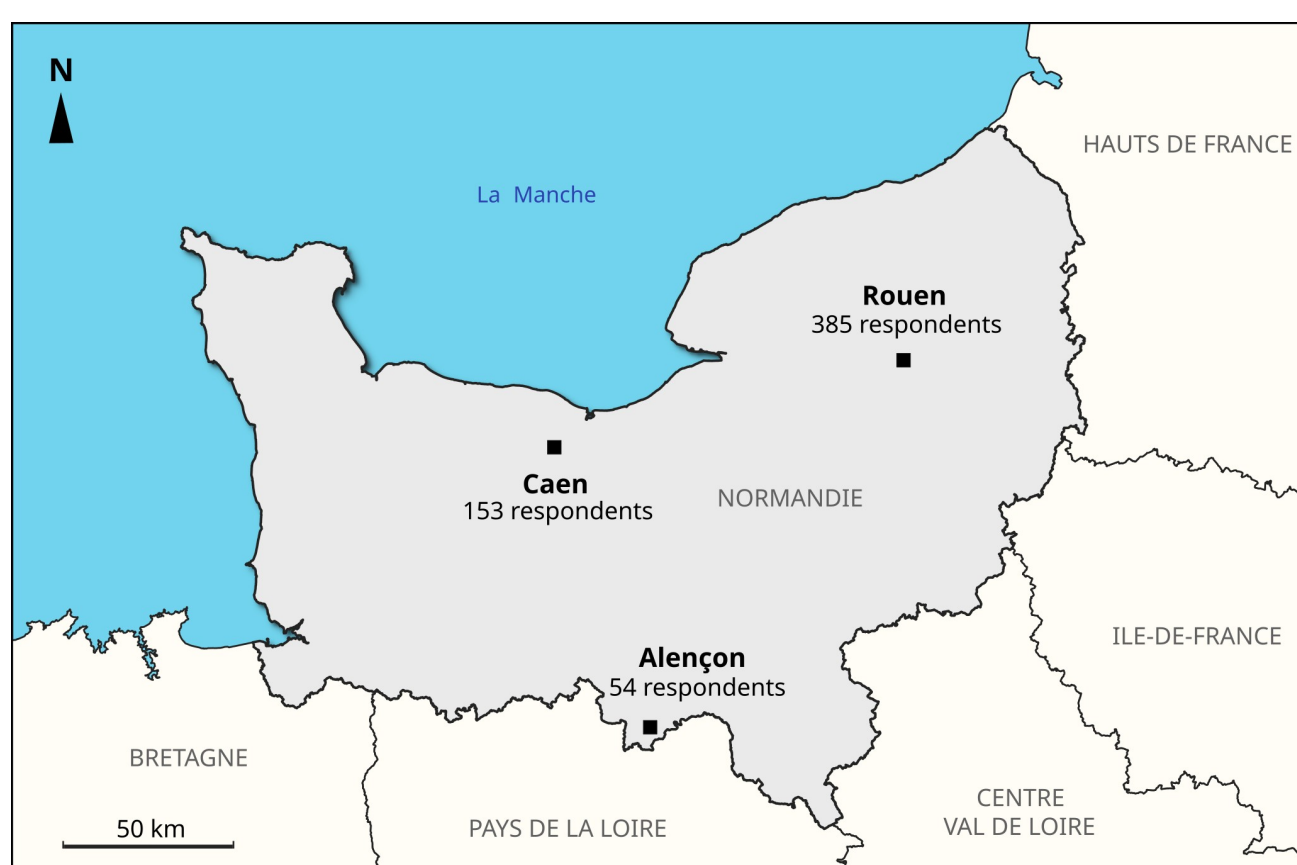 N
HAUTS DE FRANCE
La Manche
Rouen
385 respondents
Caen
153 respondents
NORMANDIE
ILE-DE-FRANCE
Alençon
54 respondents
BRETAGNE
50 km
PAYS DE LA LOIRE
CENTRE
VAL DE LOIRE